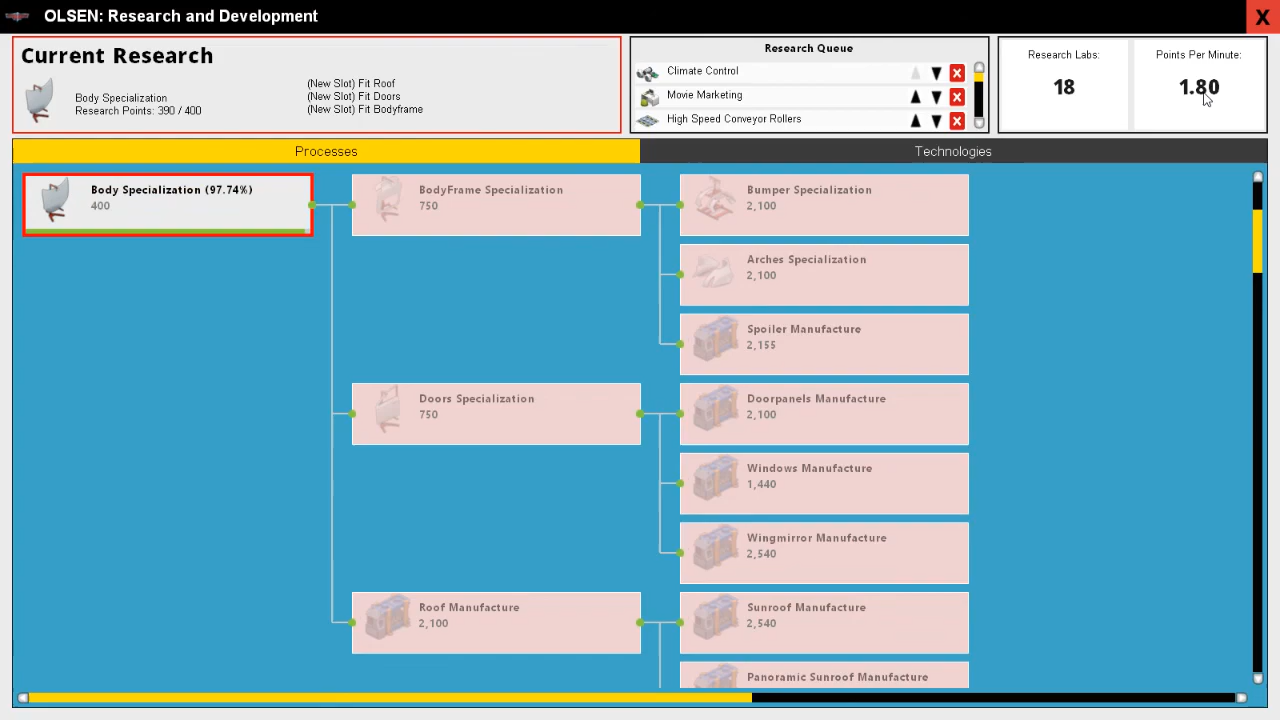 OLSEN: Research and Development
X
Current Research
Body Specialization
Research Points: 390 / 400
(New Slot) Fit Roof
(New Slot) Fit Doors
(New Slot) Fit Bodyframe
Research Queue
Climate Control
Movie Marketing
High Speed Conveyor Rollers
Research Labs:
18
Points Per Minute:
1.80
Processes
Technologies
Body Specialization (97.74%)
400
BodyFrame Specialization
750
Bumper Specialization
2,100
Arches Specialization
2,100
Spoiler Manufacture
2,155
Doors Specialization
750
Doorpanels Manufacture
2,100
Windows Manufacture
1,440
Wingmirror Manufacture
2,540
Roof Manufacture
2,100
Sunroof Manufacture
2,540
Panoramic Sunroof Manufacture